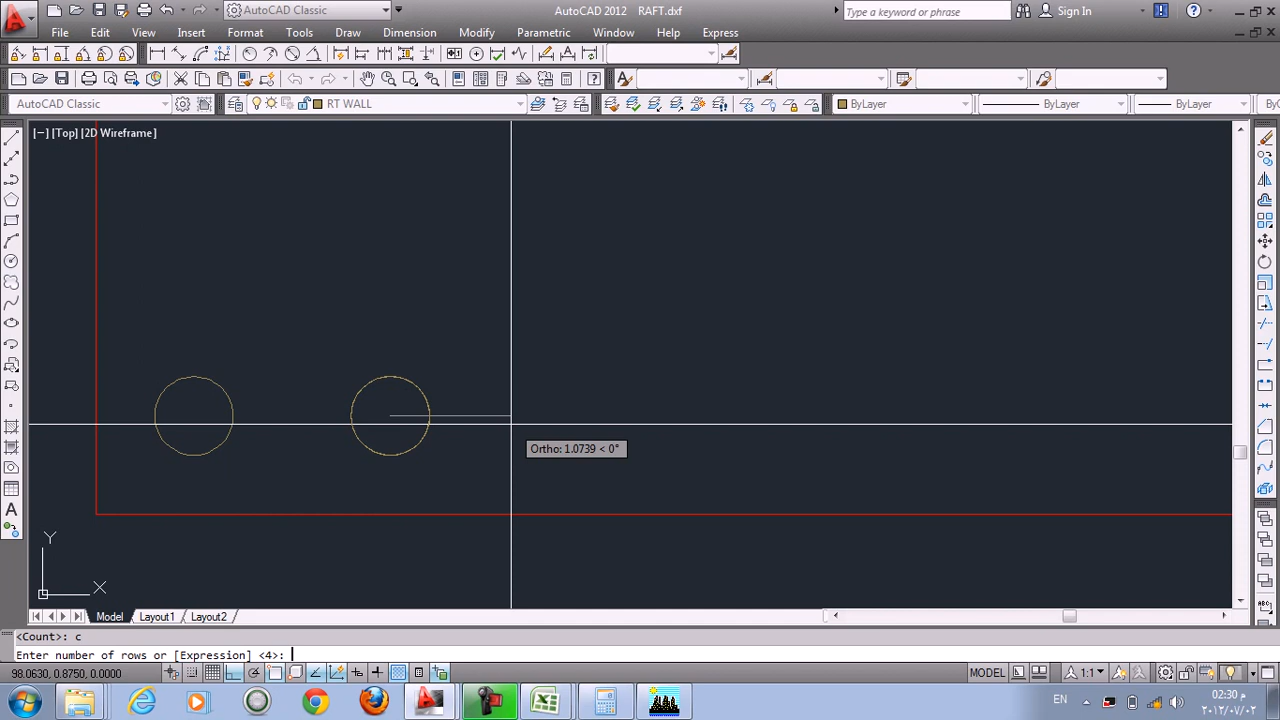 AutoCAD Classic
AutoCAD 2012 RAFT.dxf
Type a keyword or phrase
Sign In
File Edit View Insert Format Tools Draw Dimension Modify Parametric Window Help Express
AutoCAD Classic
RT WALL
ByLayer
ByLayer
ByLayer
[−] [Top] [2D Wireframe]
Ortho: 1.0739 < 0°
Y
X
Model Layout1 Layout2
<Count>: c
Enter number of rows or [Expression] <4>:
98.0630, 0.8750, 0.0000
MODEL
1:1
EN
02:30 م
٢٠١٢/٠٧/٠٢